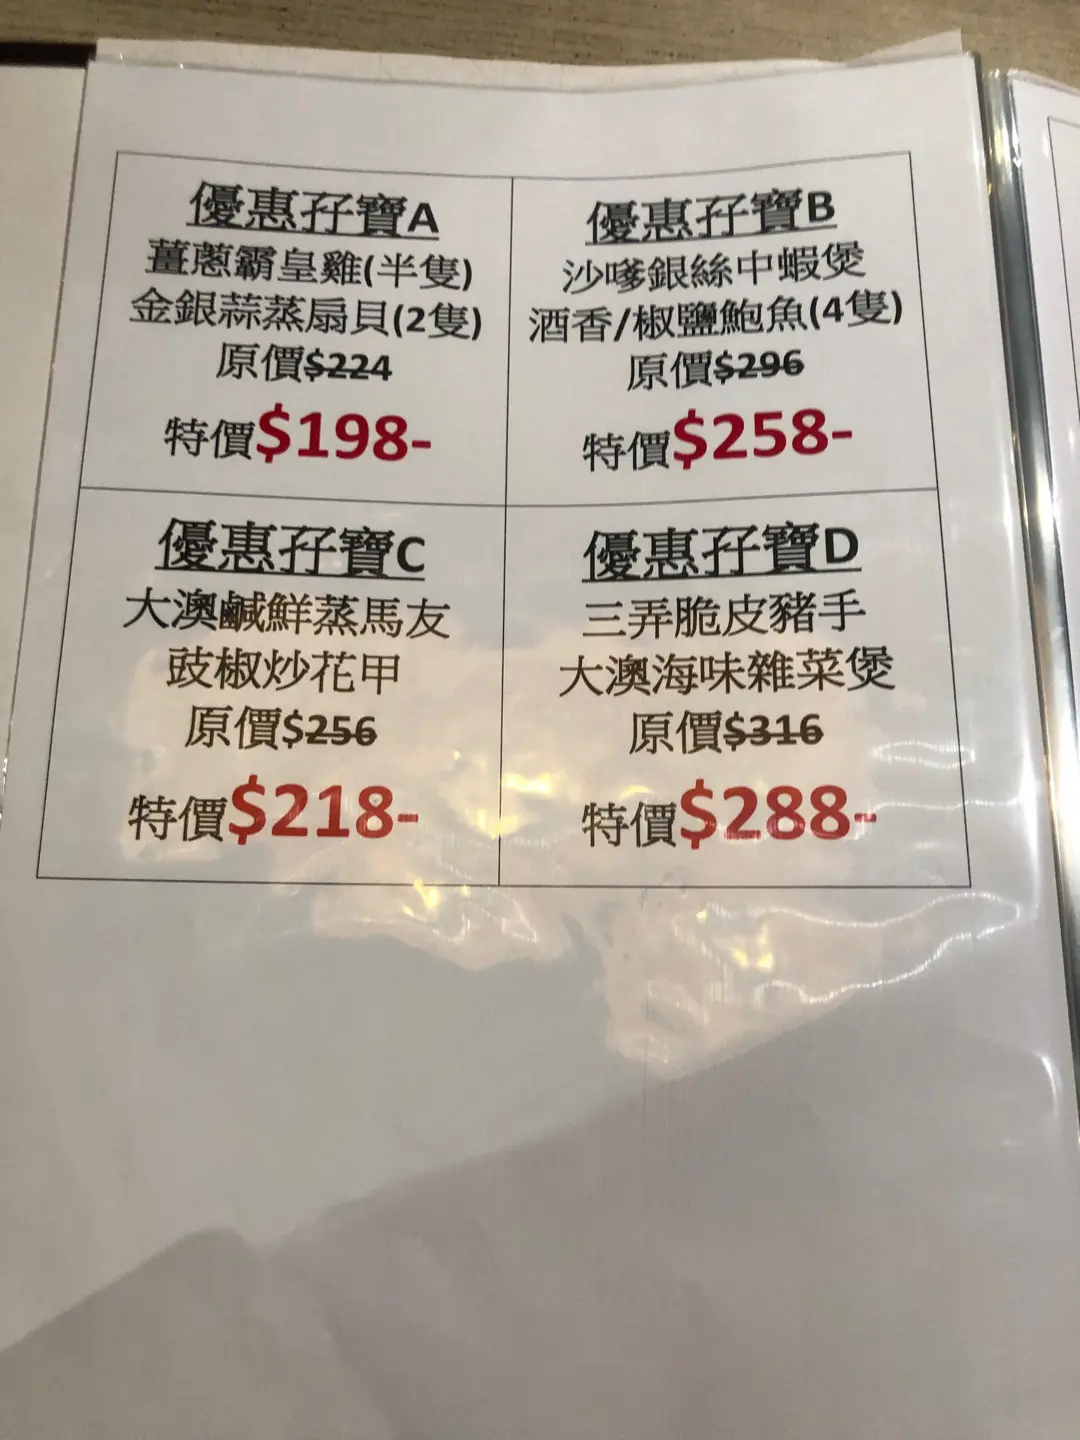 優惠孖寶A
薑蔥霸皇雞(半隻)
金銀蒜蒸扇貝(2隻)
原價$224
特價$198-
優惠孖寶B
沙嗲銀絲中蝦煲
酒香/椒鹽鮑魚(4隻)
原價$296
特價$258-
優惠孖寶C
大澳鹹鮮蒸馬友
豉椒炒花甲
原價$256
特價$218-
優惠孖寶D
三弄脆皮豬手
大澳海味雜菜煲
原價$316
特價$288-